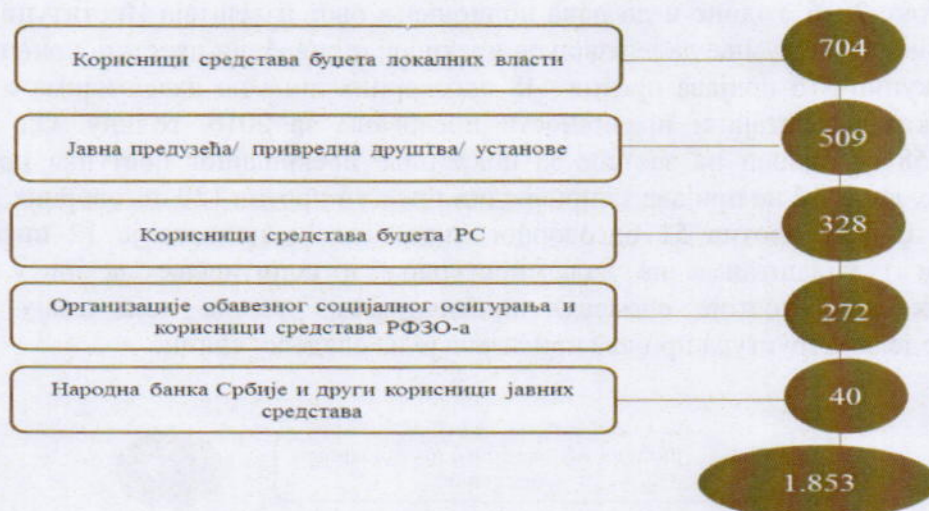 Корисници средстава буџета локалних власти
704
Јавна предузећа/ привредна друштва/ установе
509
Корисници средстава буџета РС
328
Организације обавезног социјалног осигурања и
корисници средстава РФЗО-а
272
Народна банка Србије и други корисници јавних
средстава
40
1.853